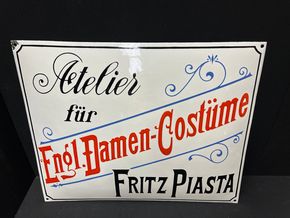 Atelier
für
Engl. Damen-Costüme
FRITZ PIASTA